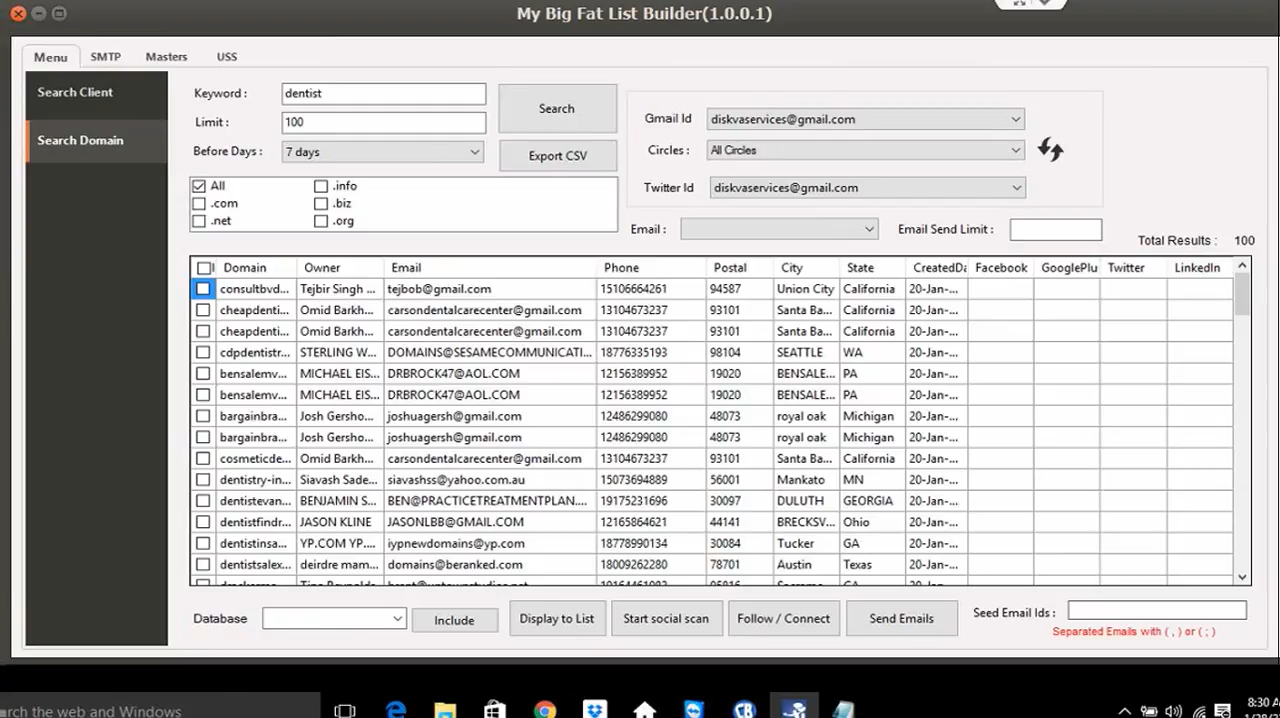 My Big Fat List Builder(1.0.0.1)
Menu SMTP Masters USS
Search Client
Search Domain
Keyword : dentist
Limit : 100
Before Days : 7 days
Search
Export CSV
All .info
.com .biz
.net .org
Gmail Id diskvaservices@gmail.com
Circles : All Circles
Twitter Id diskvaservices@gmail.com
Email : Email Send Limit :
Total Results : 100
Domain Owner Email Phone Postal City State CreatedDa Facebook GooglePlu Twitter LinkedIn
consultbvd... Tejbir Singh ... tejbob@gmail.com 15106664261 94587 Union City California 20-Jan-...
cheapdenti... Omid Barkh... carsondentalcarecenter@gmail.com 13104673237 93101 Santa Ba... California 20-Jan-...
cheapdenti... Omid Barkh... carsondentalcarecenter@gmail.com 13104673237 93101 Santa Ba... California 20-Jan-...
cdpdentistr... STERLING W... DOMAINS@SESAMECOMMUNICATI... 18776335193 98104 SEATTLE WA 20-Jan-...
bensalemv... MICHAEL EIS... DRBROCK47@AOL.COM 12156389952 19020 BENSALE... PA 20-Jan-...
bensalemv... MICHAEL EIS... DRBROCK47@AOL.COM 12156389952 19020 BENSALE... PA 20-Jan-...
bargainbra... Josh Gersho... joshuagersh@gmail.com 12486299080 48073 royal oak Michigan 20-Jan-...
bargainbra... Josh Gersho... joshuagersh@gmail.com 12486299080 48073 royal oak Michigan 20-Jan-...
cosmeticde... Omid Barkh... carsondentalcarecenter@gmail.com 13104673237 93101 Santa Ba... California 20-Jan-...
dentistry-in... Siavash Sade... siavashss@yahoo.com.au 15073694889 56001 Mankato MN 20-Jan-...
dentistevan... BENJAMIN S... BEN@PRACTICETREATMENTPLAN.... 19175231696 30097 DULUTH GEORGIA 20-Jan-...
dentistfindr... JASON KLINE JASONLBB@GMAIL.COM 12165864621 44141 BRECKSV... Ohio 20-Jan-...
dentistinsa... YP.COM YP.... iypnewdomains@yp.com 18778990134 30084 Tucker GA 20-Jan-...
dentistsalex... deirdre mam... domains@beranked.com 18009262280 78701 Austin Texas 20-Jan-...
Database Include Display to List Start social scan Follow / Connect Send Emails Seed Email Ids :
Separated Emails with ( , ) or ( ; )
rch the web and Windows
8:30 A